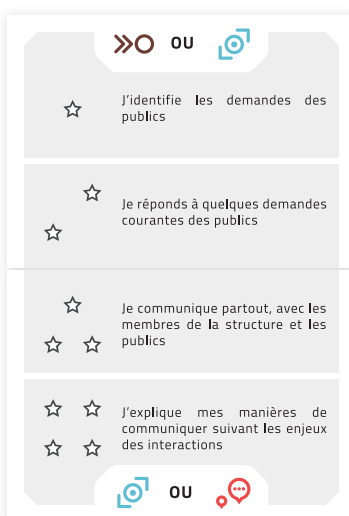 OU
J'identifie les demandes des
publics
Je réponds à quelques demandes
courantes des publics
Je communique partout, avec les
membres de la structure et les
publics
J'explique mes manières de
communiquer suivant les enjeux
des interactions
OU